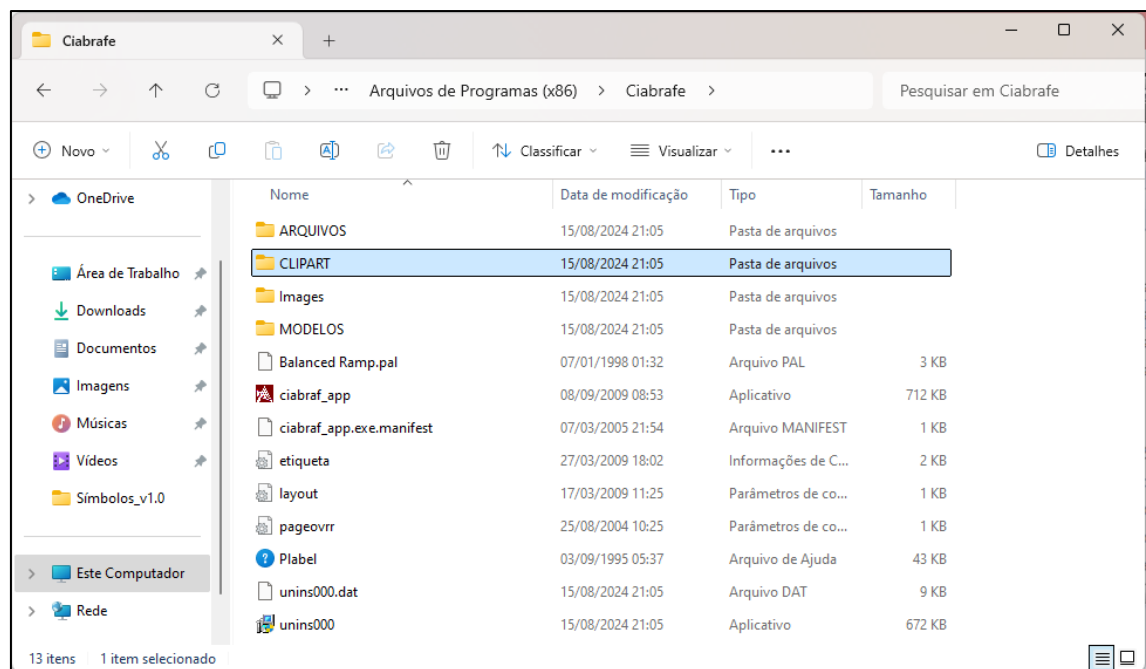 Ciabrafe
Arquivos de Programas (x86) > Ciabrafe > Pesquisar em Ciabrafe
Novo Classificar Visualizar ... Detalhes
OneDrive
Área de Trabalho
Downloads
Documentos
Imagens
Músicas
Vídeos
Símbolos_v1.0
Este Computador
Rede
Nome Data de modificação Tipo Tamanho
ARQUIVOS 15/08/2024 21:05 Pasta de arquivos
CLIPART 15/08/2024 21:05 Pasta de arquivos
Images 15/08/2024 21:05 Pasta de arquivos
MODELOS 15/08/2024 21:05 Pasta de arquivos
Balanced Ramp.pal 07/01/1998 01:32 Arquivo PAL 3 KB
ciabraf_app 08/09/2009 08:53 Aplicativo 712 KB
ciabraf_app.exe.manifest 07/03/2005 21:54 Arquivo MANIFEST 1 KB
etiqueta 27/03/2009 18:02 Informações de C... 2 KB
layout 17/03/2009 11:25 Parâmetros de co... 1 KB
pageovrr 25/08/2004 10:25 Parâmetros de co... 1 KB
Plabel 03/09/1995 05:37 Arquivo de Ajuda 43 KB
unins000.dat 15/08/2024 21:05 Arquivo DAT 9 KB
unins000 15/08/2024 21:05 Aplicativo 672 KB
13 itens 1 item selecionado